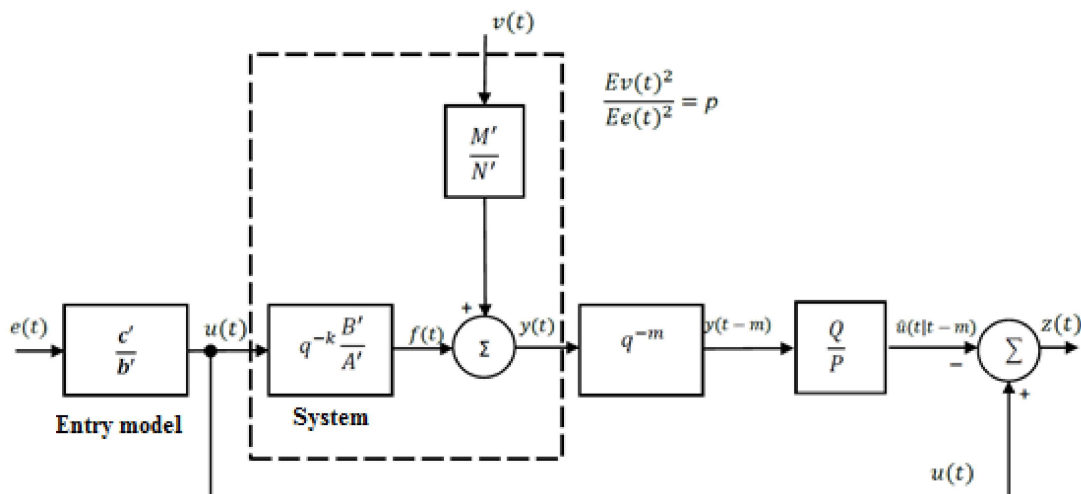 v(t)
Ev(t)²
Ee(t)² = p
M'
N'
e(t)
c'
b'
u(t)
q⁻ᵏ B'
A'
f(t)
+
Σ
y(t)
q⁻ᵐ
y(t − m)
Q
P
û(t|t − m)
−
Σ
z(t)
+
Entry model
System
u(t)